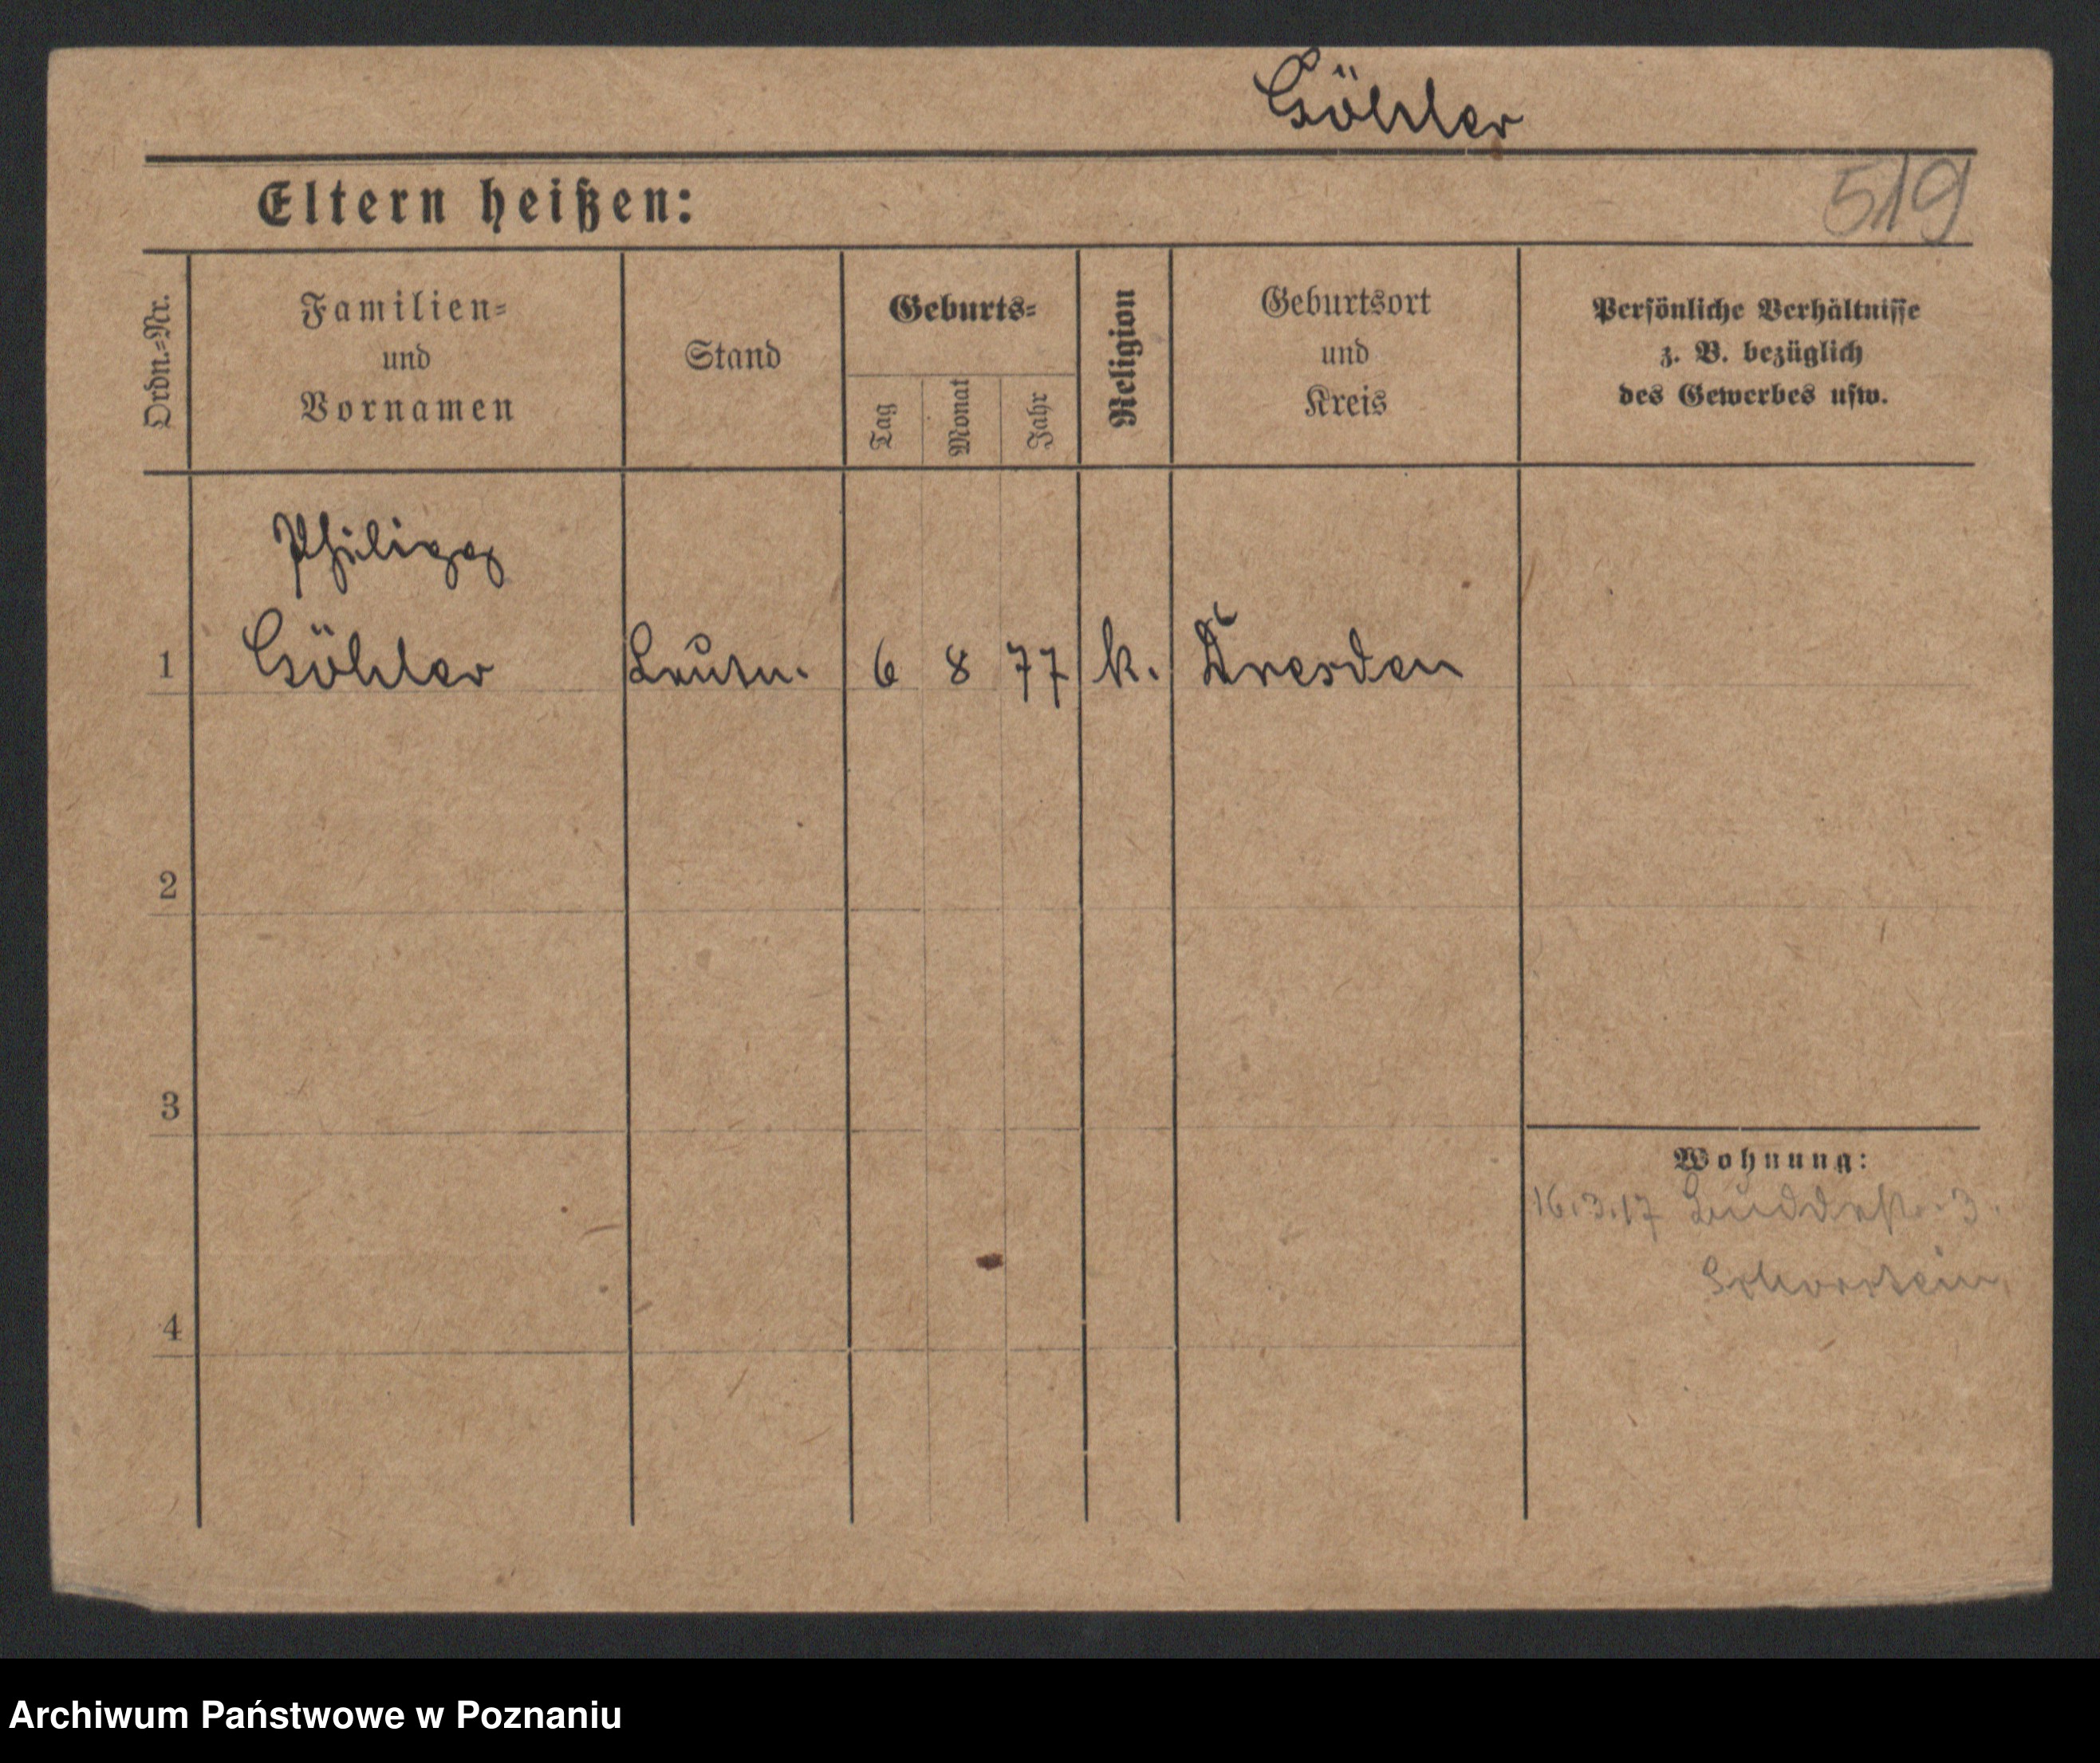 Göhler
Eltern heißen:
519
Ordn.=Nr.
Familien=
und
Vornamen
Stand
Geburts=
Tag
Monat
Jahr
Religion
Geburtsort
und
Kreis
Persönliche Verhältnisse
z. B. bezüglich
des Gewerbes usw.
Philipp
1 Göhler Leutn. 6 8 77 k. Dresden
2
3
4
Wohnung:
16.3.17 3.
Archiwum Państwowe w Poznaniu